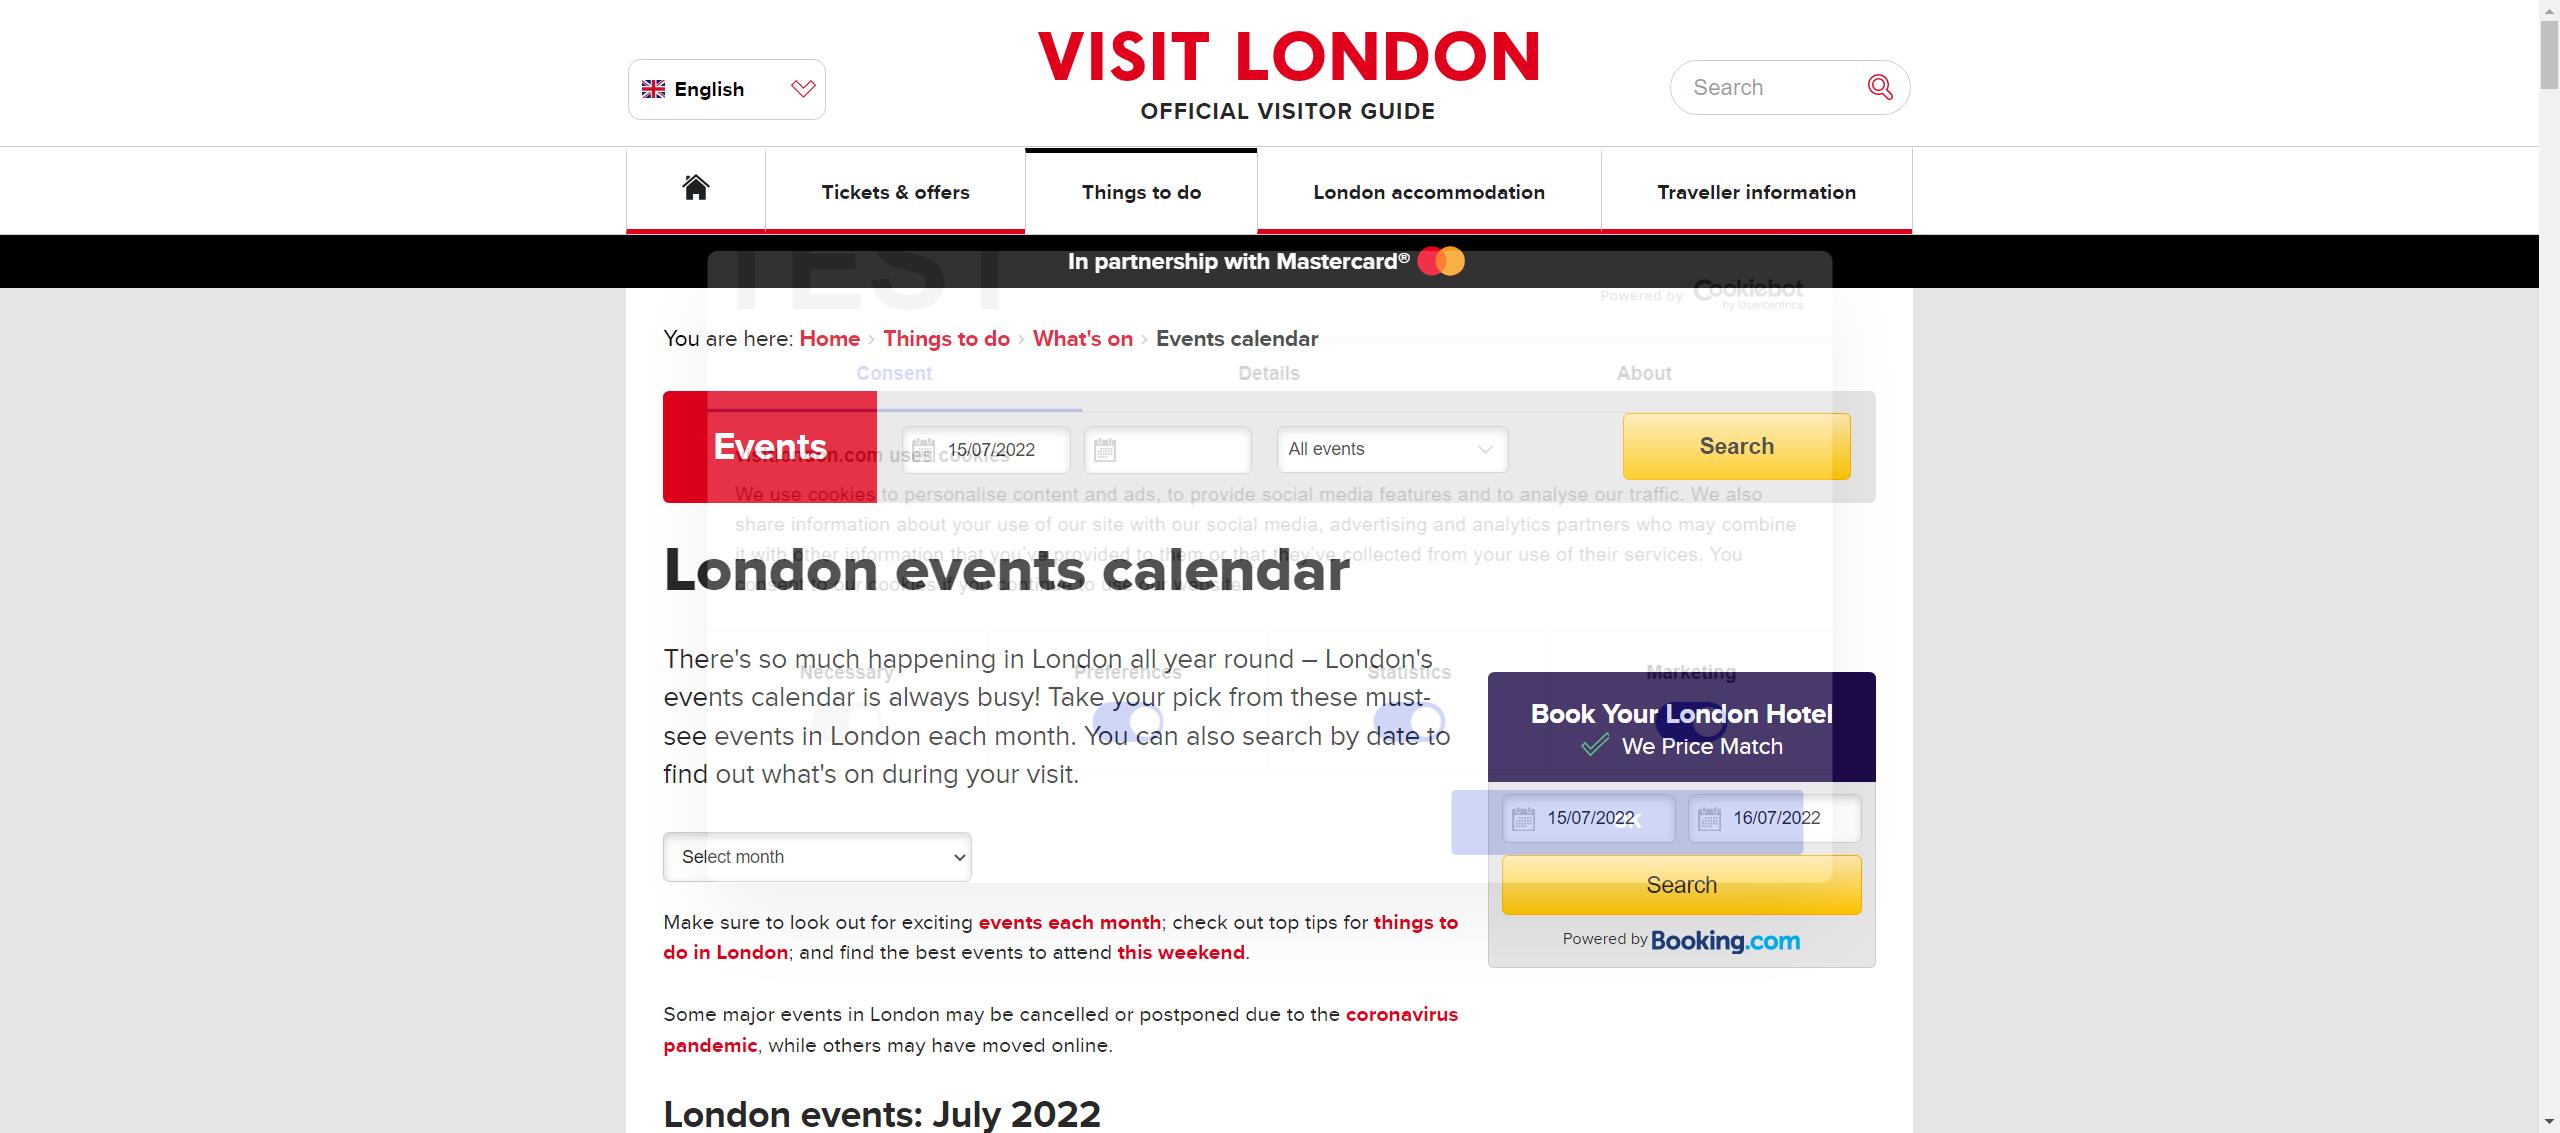 VISIT LONDON
OFFICIAL VISITOR GUIDE
English
Search
Tickets & offers
Things to do
London accommodation
Traveller information
In partnership with Mastercard®
TEST
Powered by Cookiebot
by Usercentrics
You are here: Home › Things to do › What's on › Events calendar
Consent
Details
About
Events
15/07/2022
All events
Search
visitlondon.com uses cookies
We use cookies to personalise content and ads, to provide social media features and to analyse our traffic. We also
share information about your use of our site with our social media, advertising and analytics partners who may combine
it with other information that you've provided to them or that they've collected from your use of their services. You
consent to our cookies if you continue to use our website.
London events calendar
There's so much happening in London all year round – London's
events calendar is always busy! Take your pick from these must-
see events in London each month. You can also search by date to
find out what's on during your visit.
Necessary
Preferences
Statistics
Marketing
Book Your London Hotel
We Price Match
15/07/2022
16/07/2022
OK
Search
Powered by Booking.com
Select month
Make sure to look out for exciting events each month; check out top tips for things to
do in London; and find the best events to attend this weekend.
Some major events in London may be cancelled or postponed due to the coronavirus
pandemic, while others may have moved online.
London events: July 2022